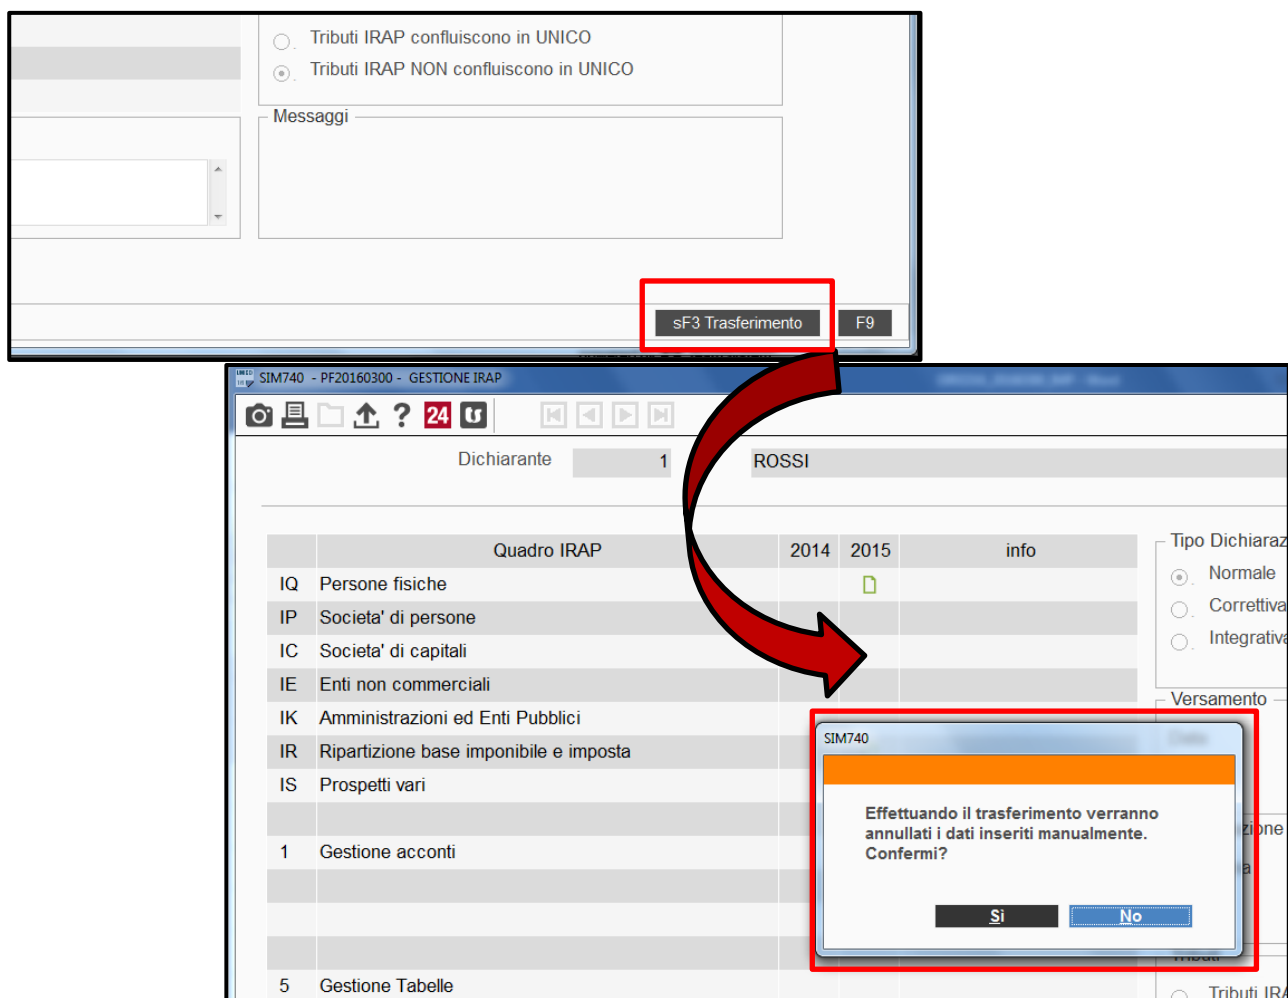 Tributi IRAP confluiscono in UNICO
Tributi IRAP NON confluiscono in UNICO
Messaggi
sF3 Trasferimento
F9
SIM740 - PF20160300 - GESTIONE IRAP
? 24
Dichiarante 1 ROSSI
Quadro IRAP 2014 2015 info
IQ Persone fisiche
IP Societa' di persone
IC Societa' di capitali
IE Enti non commerciali
IK Amministrazioni ed Enti Pubblici
IR Ripartizione base imponibile e imposta
IS Prospetti vari
1 Gestione acconti
5 Gestione Tabelle
Tipo Dichiaraz
Normale
Correttiva
Integrativa
Versamento
SIM740
Effettuando il trasferimento verranno
annullati i dati inseriti manualmente.
Confermi?
Sì No
zione
a
Tributi
Tributi IRA